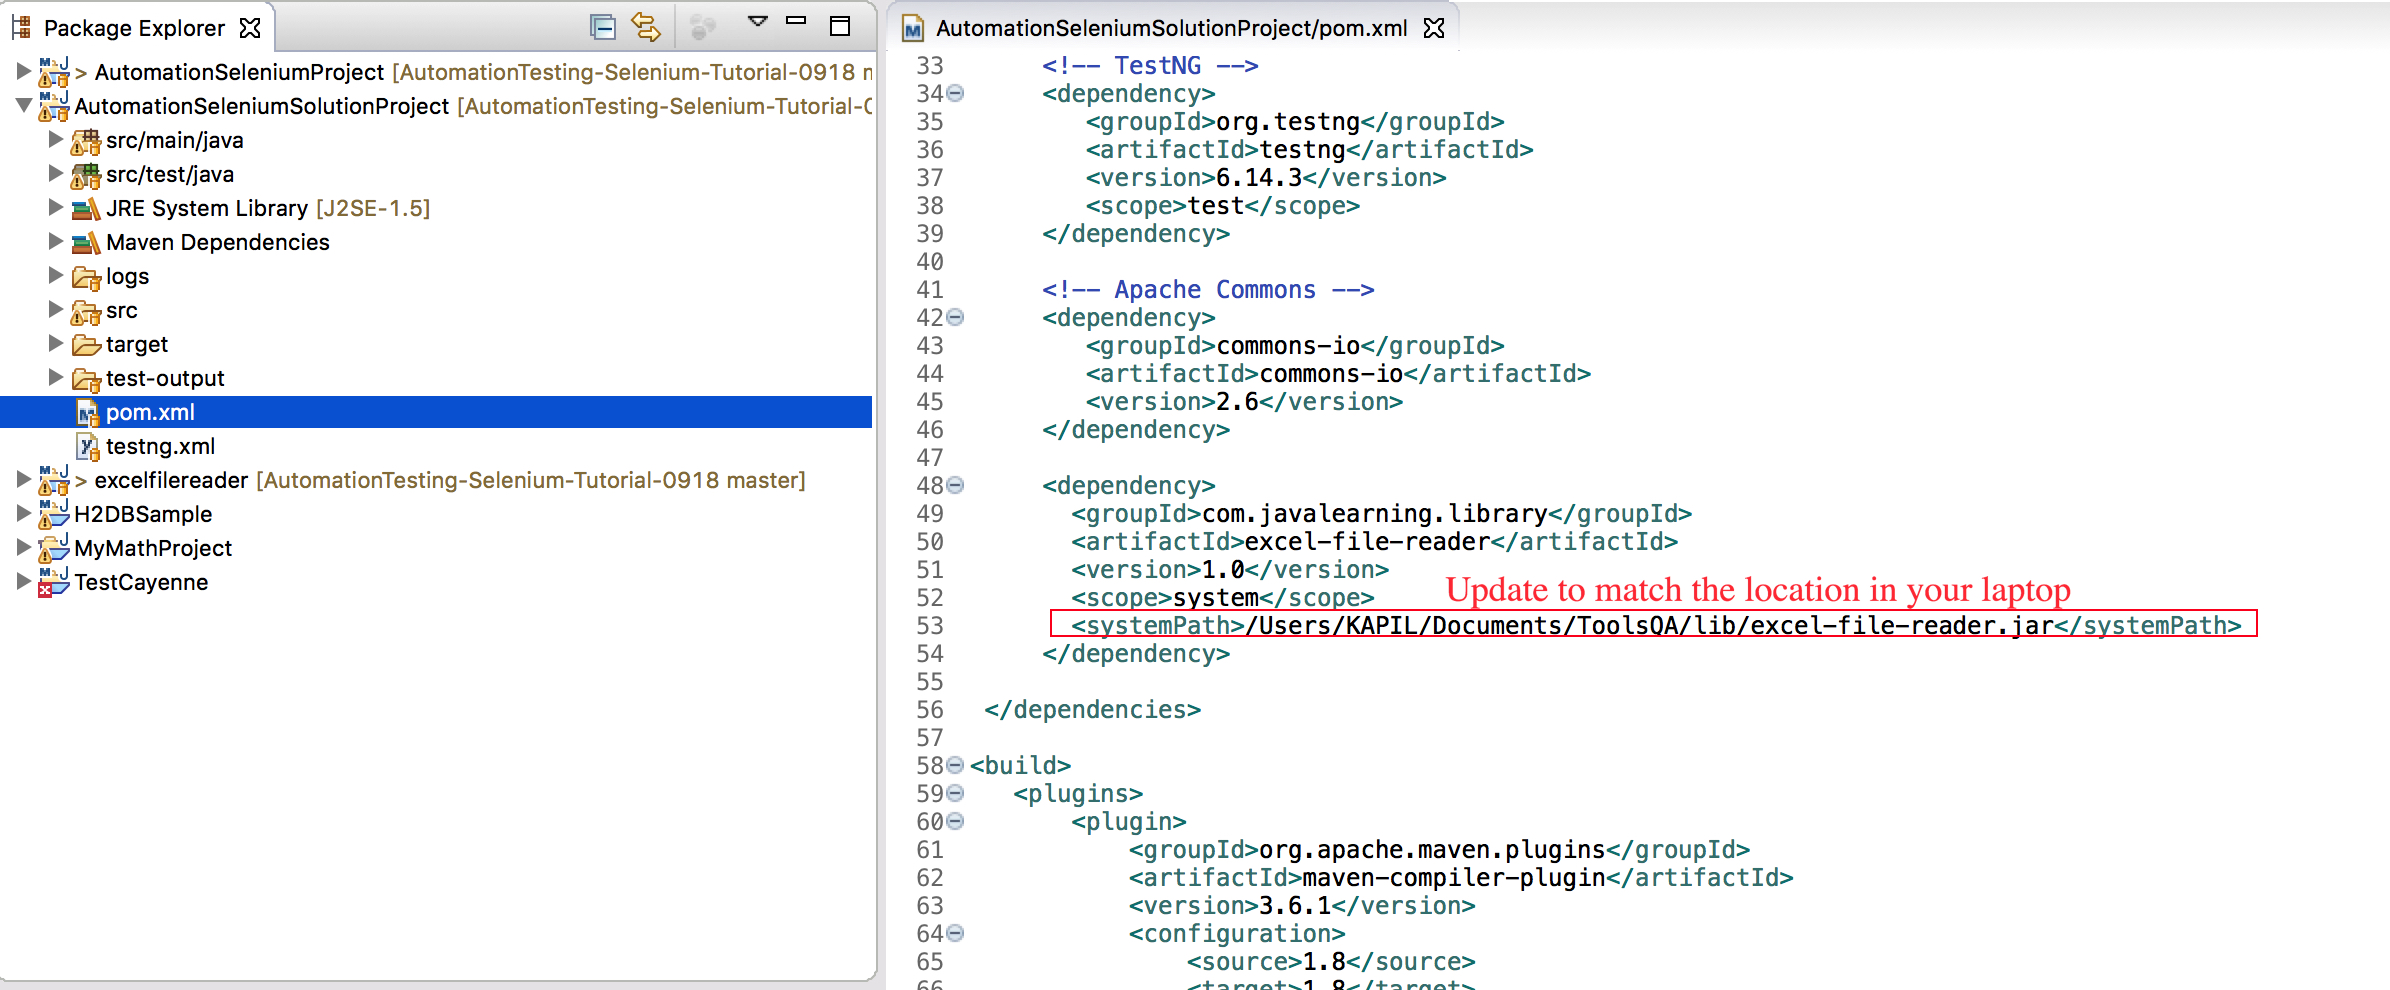 Package Explorer
> AutomationSeleniumProject [AutomationTesting-Selenium-Tutorial-0918 m
AutomationSeleniumSolutionProject [AutomationTesting-Selenium-Tutorial-0
src/main/java
src/test/java
JRE System Library [J2SE-1.5]
Maven Dependencies
logs
src
target
test-output
pom.xml
testng.xml
> excelfilereader [AutomationTesting-Selenium-Tutorial-0918 master]
H2DBSample
MyMathProject
TestCayenne
AutomationSeleniumSolutionProject/pom.xml
33 <!-- TestNG -->
34 <dependency>
35 <groupId>org.testng</groupId>
36 <artifactId>testng</artifactId>
37 <version>6.14.3</version>
38 <scope>test</scope>
39 </dependency>
40
41 <!-- Apache Commons -->
42 <dependency>
43 <groupId>commons-io</groupId>
44 <artifactId>commons-io</artifactId>
45 <version>2.6</version>
46 </dependency>
47
48 <dependency>
49 <groupId>com.javalearning.library</groupId>
50 <artifactId>excel-file-reader</artifactId>
51 <version>1.0</version>
52 <scope>system</scope>
Update to match the location in your laptop
53 <systemPath>/Users/KAPIL/Documents/ToolsQA/lib/excel-file-reader.jar</systemPath>
54 </dependency>
55
56 </dependencies>
57
58 <build>
59 <plugins>
60 <plugin>
61 <groupId>org.apache.maven.plugins</groupId>
62 <artifactId>maven-compiler-plugin</artifactId>
63 <version>3.6.1</version>
64 <configuration>
65 <source>1.8</source>
66 <target>1.8</target>